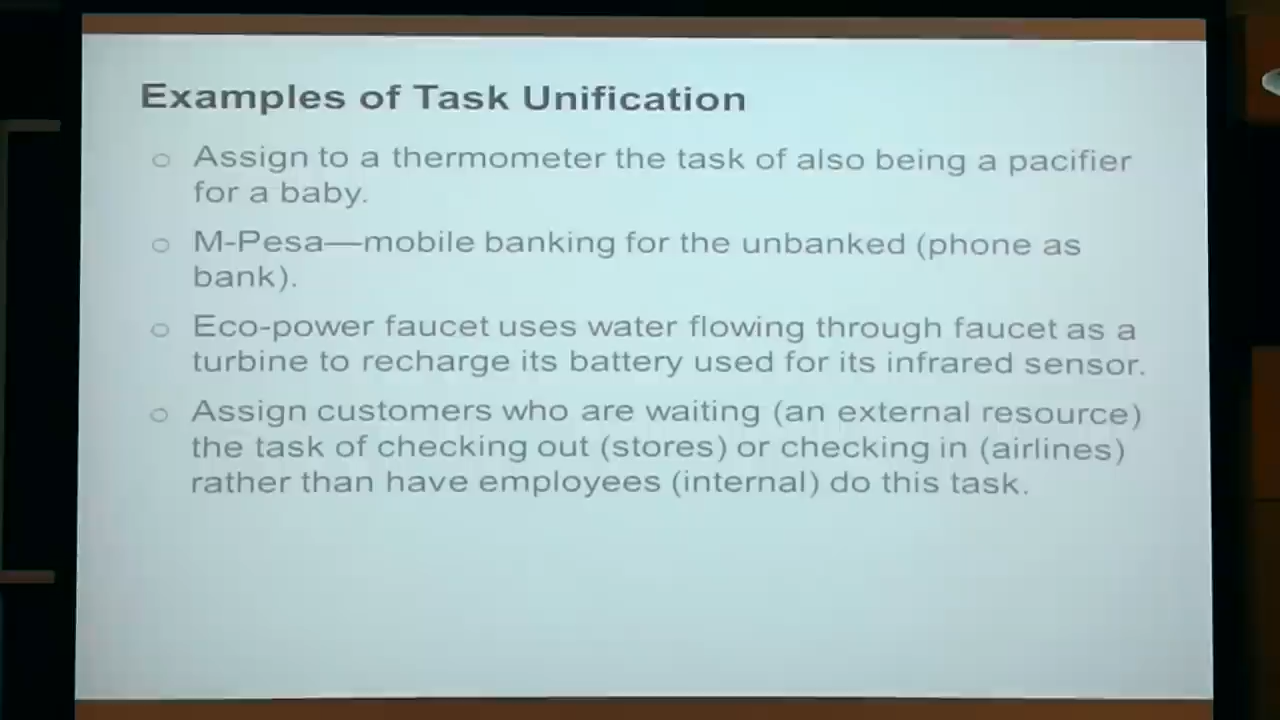 Examples of Task Unification
○ Assign to a thermometer the task of also being a pacifier
for a baby.
○ M-Pesa—mobile banking for the unbanked (phone as
bank).
○ Eco-power faucet uses water flowing through faucet as a
turbine to recharge its battery used for its infrared sensor.
○ Assign customers who are waiting (an external resource)
the task of checking out (stores) or checking in (airlines)
rather than have employees (internal) do this task.